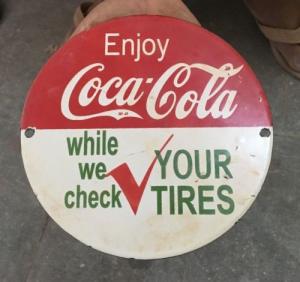 Enjoy
Coca-Cola
while
we
check
YOUR
TIRES